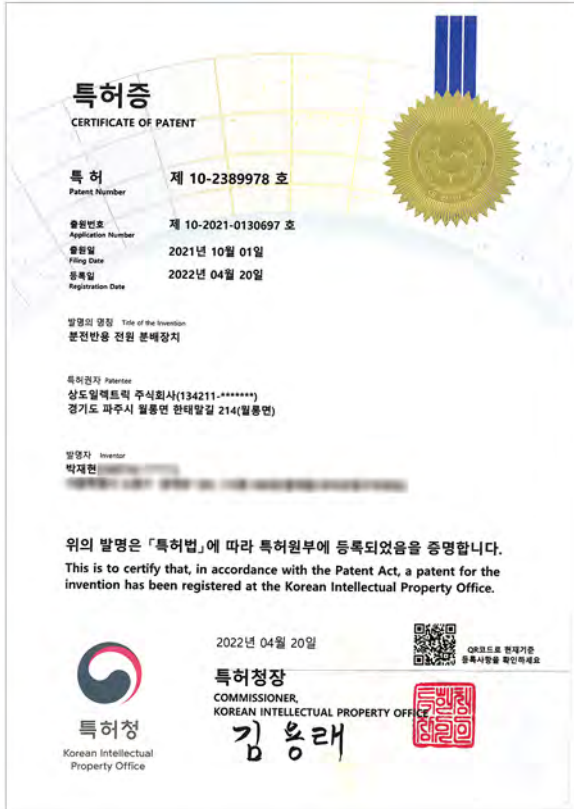 특허증
CERTIFICATE OF PATENT
특 허 제 10-2389978 호
Patent Number
출원번호 제 10-2021-0130697 호
Application Number
출원일 2021년 10월 01일
Filing Date
등록일 2022년 04월 20일
Registration Date
발명의 명칭 Title of the Invention
분전반용 전원 분배장치
특허권자 Patentee
상도일렉트릭 주식회사(134211-*******)
경기도 파주시 월롱면 한태말길 214(월롱면)
발명자 Inventor
박재현
위의 발명은 「특허법」에 따라 특허원부에 등록되었음을 증명합니다.
This is to certify that, in accordance with the Patent Act, a patent for the
invention has been registered at the Korean Intellectual Property Office.
2022년 04월 20일
QR코드로 현재기준
등록사항을 확인하세요
특허청장
COMMISSIONER,
KOREAN INTELLECTUAL PROPERTY OFFICE
김용래
특허청
Korean Intellectual
Property Office